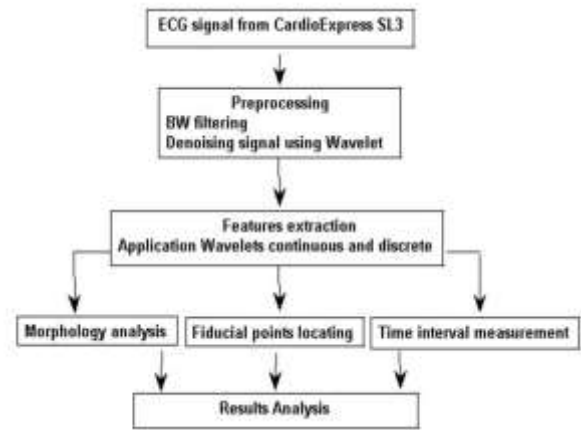 ECG signal from CardioExpress SL3
Preprocessing
BW filtering
Denoising signal using Wavelet
Features extraction
Application Wavelets continuous and discrete
Morphology analysis
Fiducial points locating
Time interval measurement
Results Analysis